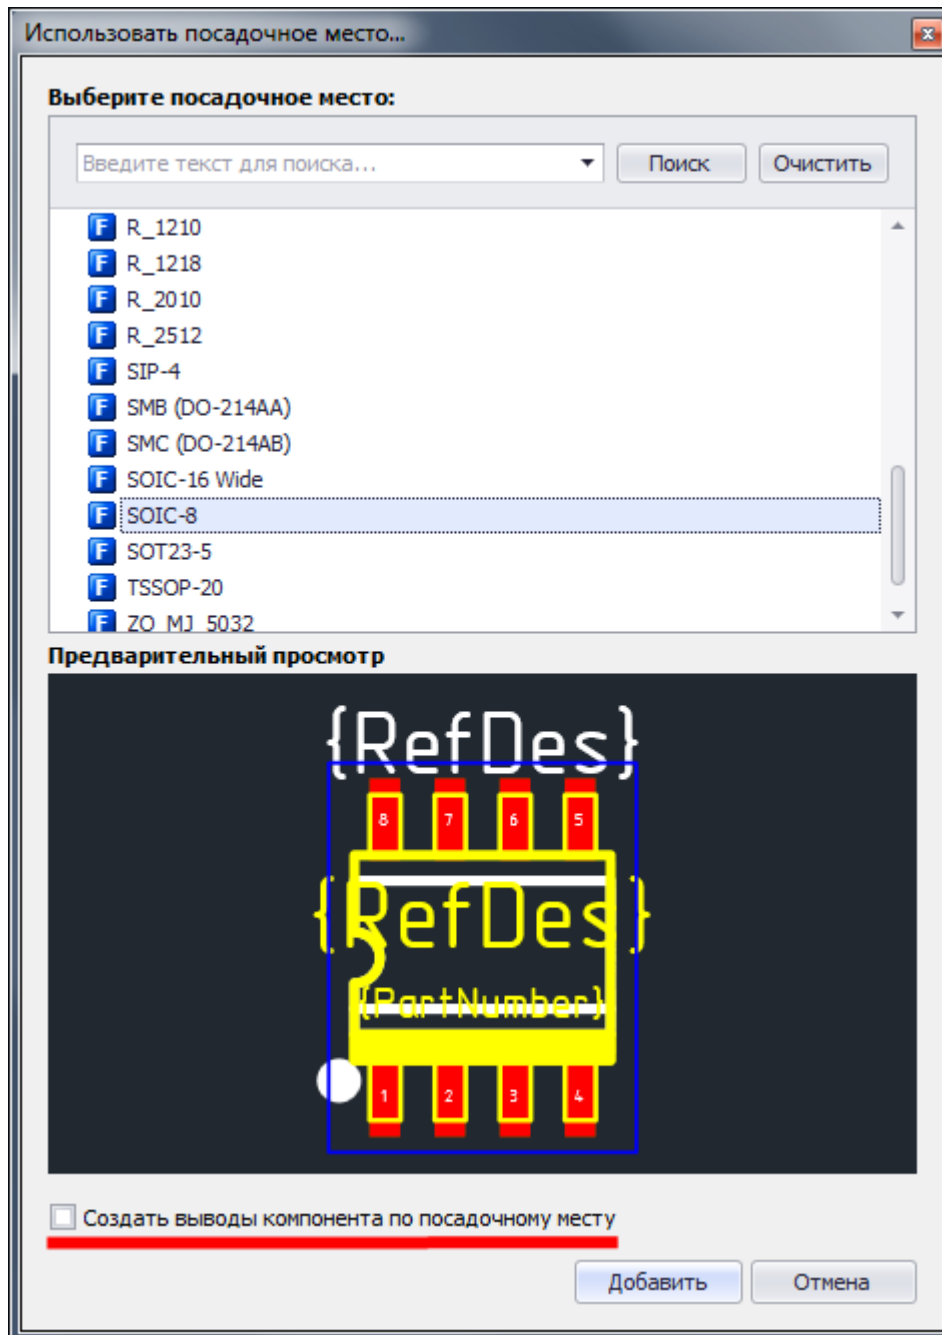 Использовать посадочное место...
Выберите посадочное место:
Введите текст для поиска... Поиск Очистить
F R_1210
F R_1218
F R_2010
F R_2512
F SIP-4
F SMB (DO-214AA)
F SMC (DO-214AB)
F SOIC-16 Wide
F SOIC-8
F SOT23-5
F TSSOP-20
F ZO_MJ_5032
Предварительный просмотр
{RefDes}
8 7 6 5
{RefDes}
{PartNumber}
1 2 3 4
Создать выводы компонента по посадочному месту
Добавить Отмена